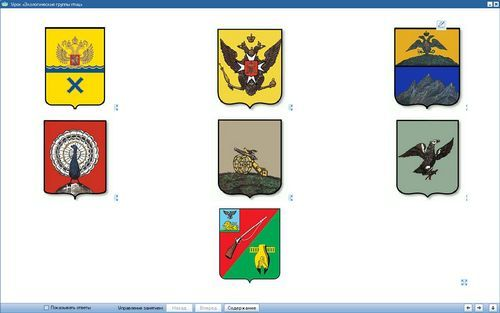 Урок «Экологические группы птиц»
Показывать ответы
Управление занятием:
Назад
Вперед
Содержание